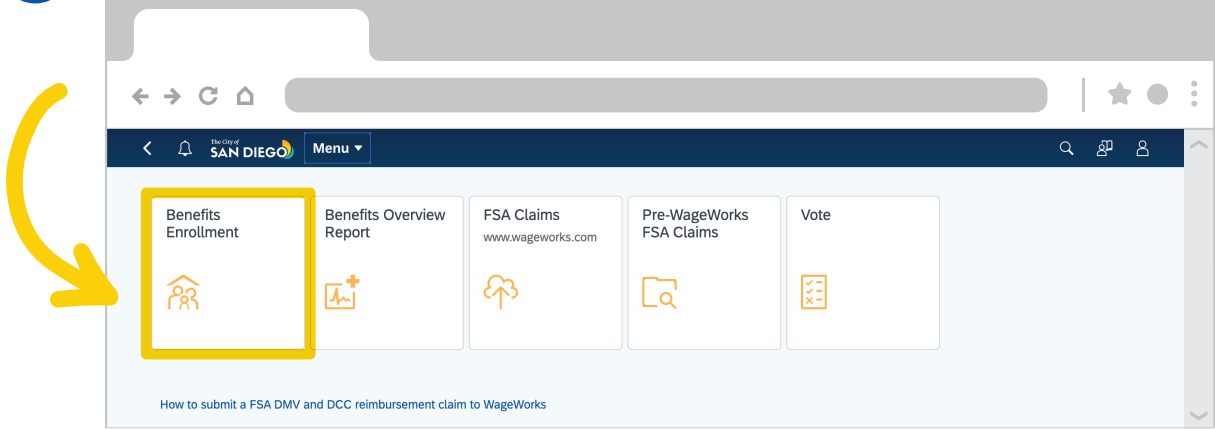 The City of
SAN DIEGO
Menu
Benefits
Enrollment
Benefits Overview
Report
FSA Claims
www.wageworks.com
Pre-WageWorks
FSA Claims
Vote
How to submit a FSA DMV and DCC reimbursement claim to WageWorks